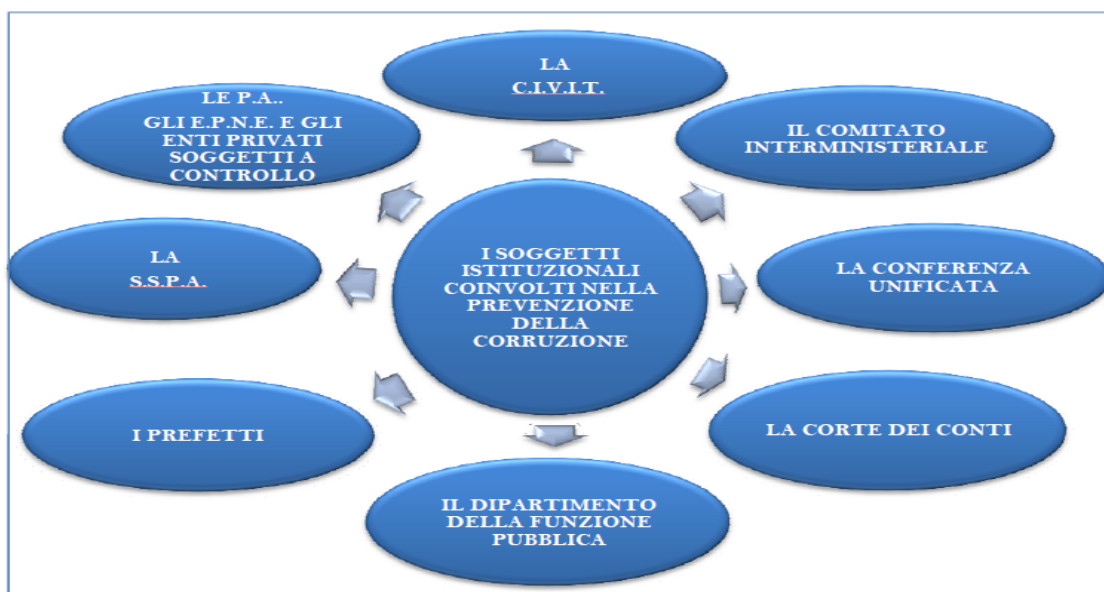 LA
C.I.V.I.T.
LE P.A..
GLI E.P.N.E. E GLI
ENTI PRIVATI
SOGGETTI A
CONTROLLO
IL COMITATO
INTERMINISTERIALE
LA
S.S.P.A.
I SOGGETTI
ISTITUZIONALI
COINVOLTI NELLA
PREVENZIONE
DELLA
CORRUZIONE
LA CONFERENZA
UNIFICATA
I PREFETTI
LA CORTE DEI CONTI
IL DIPARTIMENTO
DELLA FUNZIONE
PUBBLICA